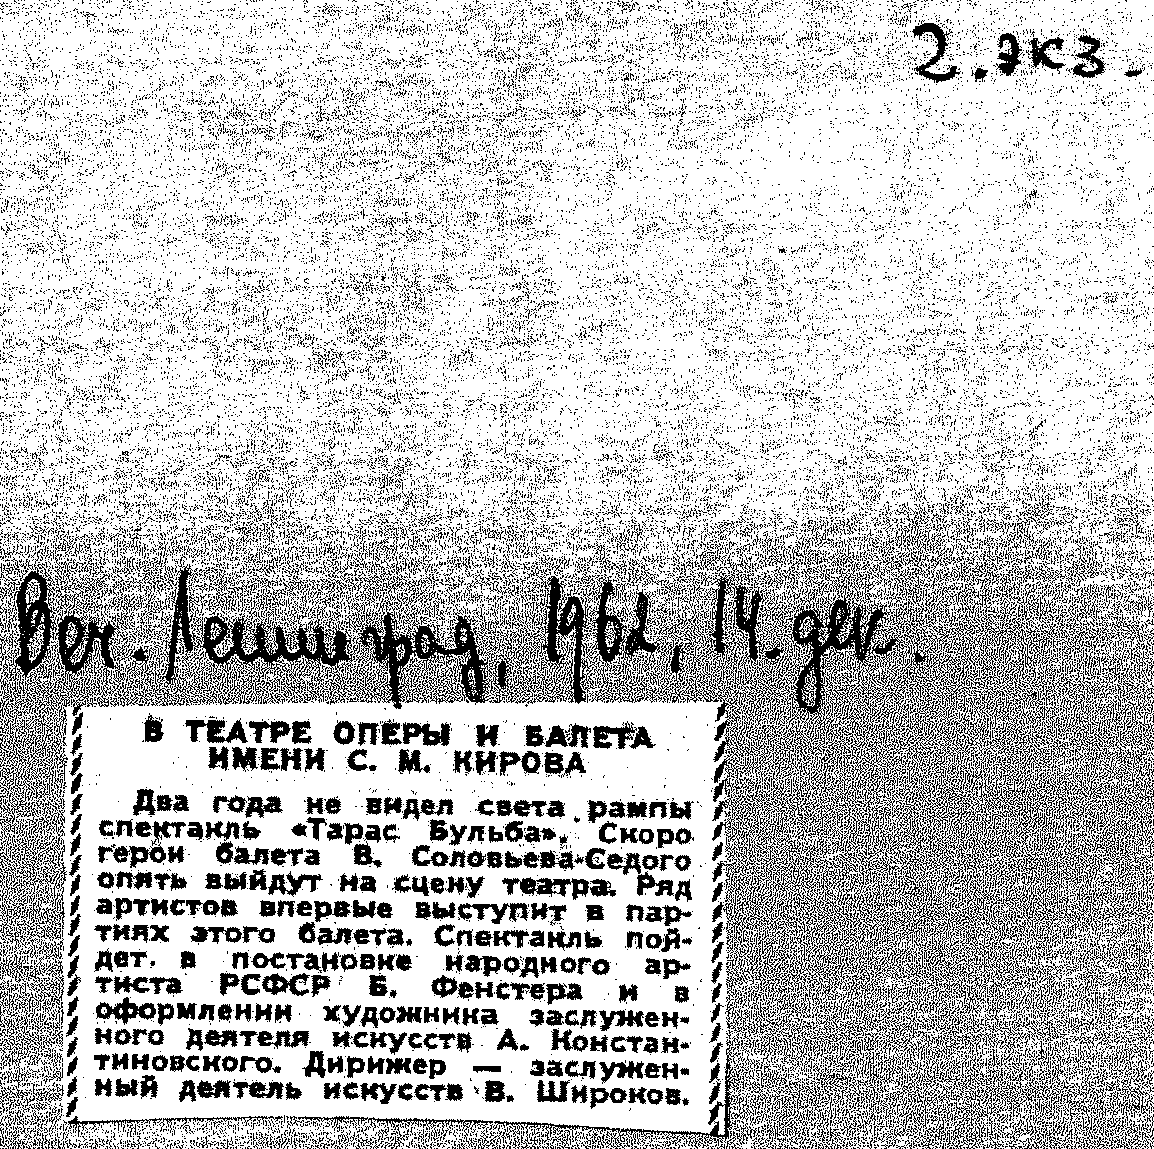 2.экз.
Веч. Ленинград, 1962, 14. дек.
В ТЕАТРЕ ОПЕРЫ И БАЛЕТА
ИМЕНИ С. М. КИРОВА
Два года не видел света рампы
спектакль «Тарас Бульба». Скоро
герои балета В. Соловьева-Седого
опять выйдут на сцену театра. Ряд
артистов впервые выступит в пар-
тиях этого балета. Спектакль пой-
дет в постановке народного ар-
тиста РСФСР Б. Фенстера и в
оформлении художника заслужен-
ного деятеля искусств А. Констан-
тиновского. Дирижер — заслужен-
ный деятель искусств В. Широков.